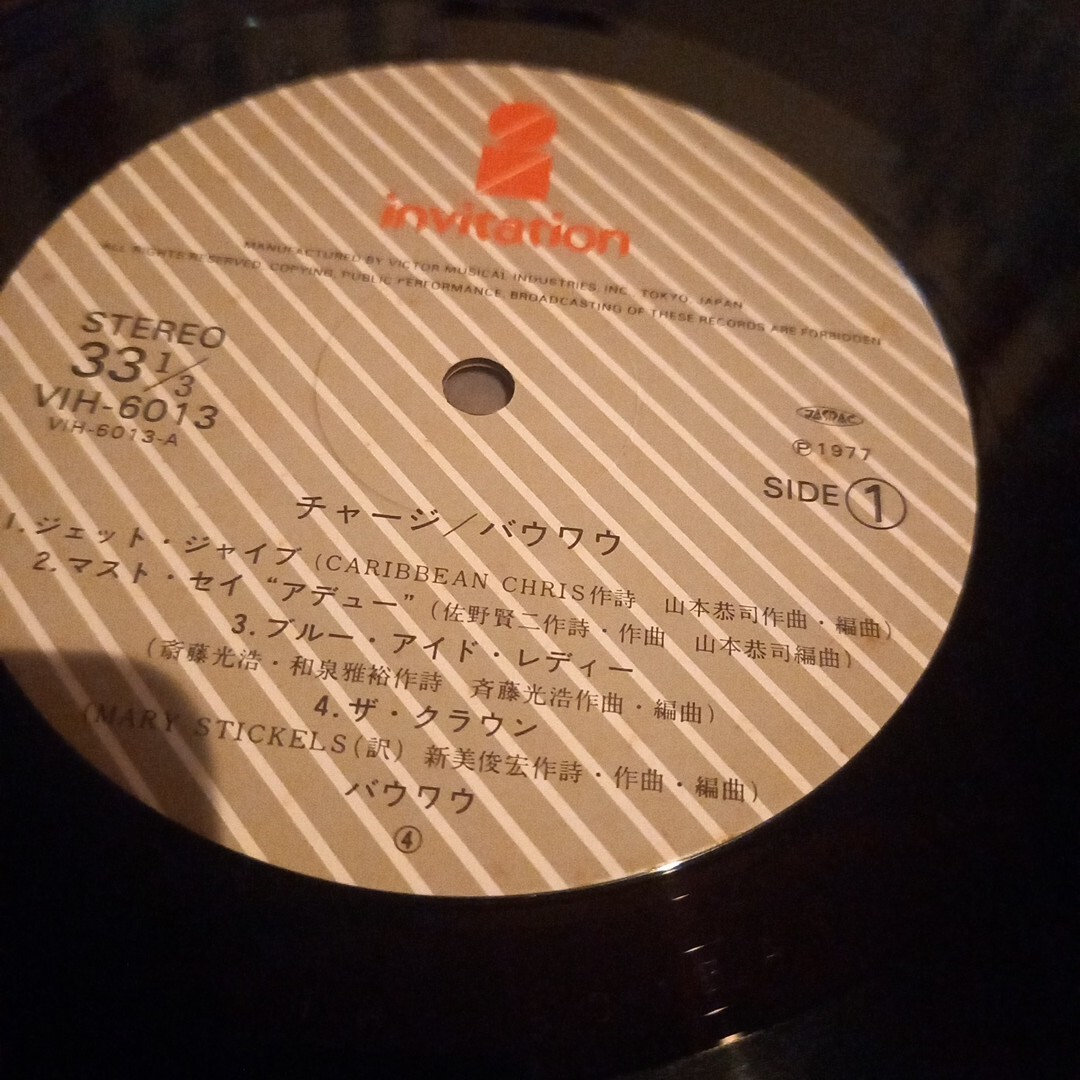 invitation
MANUFACTURED BY VICTOR MUSICAL INDUSTRIES, INC. TOKYO, JAPAN
ALL RIGHTS RESERVED. COPYING, PUBLIC PERFORMANCE, BROADCASTING OF THESE RECORDS ARE FORBIDDEN
STEREO
33 1/3
VIH-6013
VIH-6013-A
JASRAC
Ⓟ1977
SIDE ①
チャージ／バウワウ
1.ジェット・ジャイブ (CARIBBEAN CHRIS作詩 山本恭司作曲・編曲)
2.マスト・セイ“アデュー” (佐野賢二作詩・作曲 山本恭司編曲)
3.ブルー・アイド・レディー
(斎藤光浩・和泉雅裕作詩 斉藤光浩作曲・編曲)
4.ザ・クラウン
(MARY STICKELS(訳) 新美俊宏作詩・作曲・編曲)
バウワウ
④